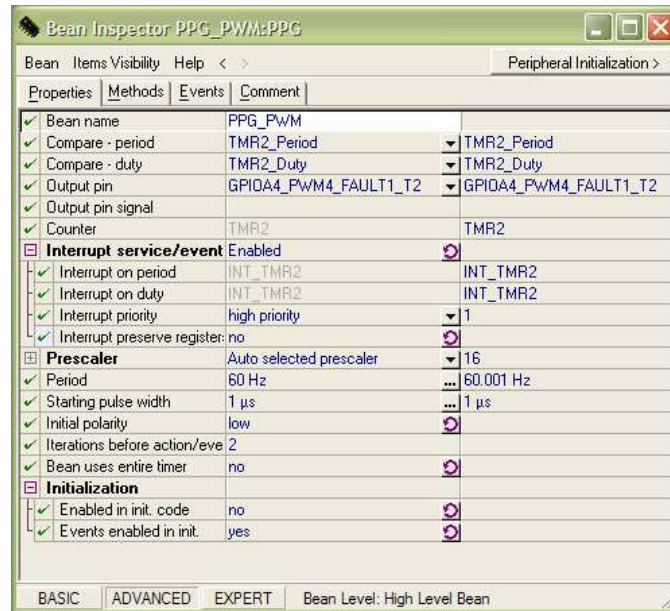 Bean Inspector PPG_PWM:PPG
Bean Items Visibility Help < > Peripheral Initialization >
Properties Methods Events Comment
Bean name PPG_PWM
Compare - period TMR2_Period TMR2_Period
Compare - duty TMR2_Duty TMR2_Duty
Output pin GPIOA4_PWM4_FAULT1_T2 GPIOA4_PWM4_FAULT1_T2
Output pin signal
Counter TMR2 TMR2
Interrupt service/event Enabled
Interrupt on period INT_TMR2 INT_TMR2
Interrupt on duty INT_TMR2 INT_TMR2
Interrupt priority high priority 1
Interrupt preserve register: no
Prescaler Auto selected prescaler 16
Period 60 Hz ... 60.001 Hz
Starting pulse width 1 µs ... 1 µs
Initial polarity low
Iterations before action/eve 2
Bean uses entire timer no
Initialization
Enabled in init. code no
Events enabled in init. yes
BASIC ADVANCED EXPERT Bean Level: High Level Bean